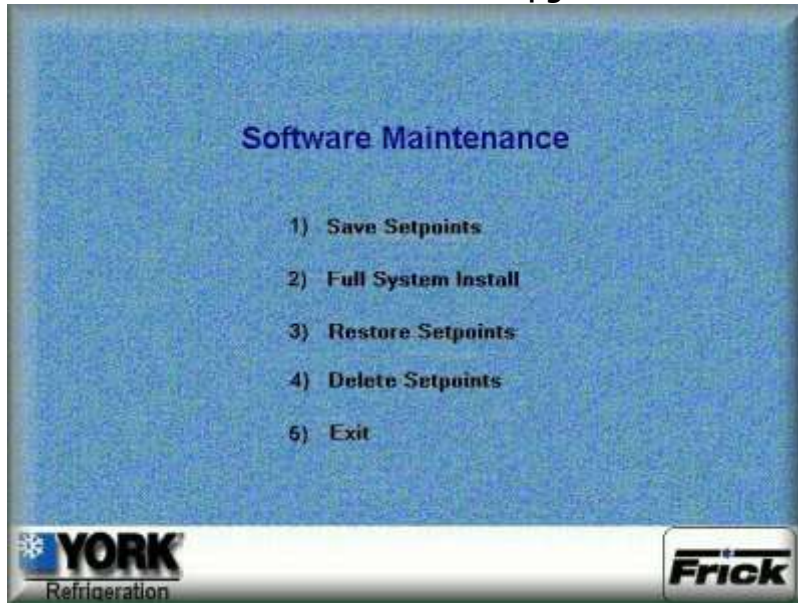 Software Maintenance
1) Save Setpoints
2) Full System Install
3) Restore Setpoints
4) Delete Setpoints
5) Exit
YORK
Refrigeration
Frick